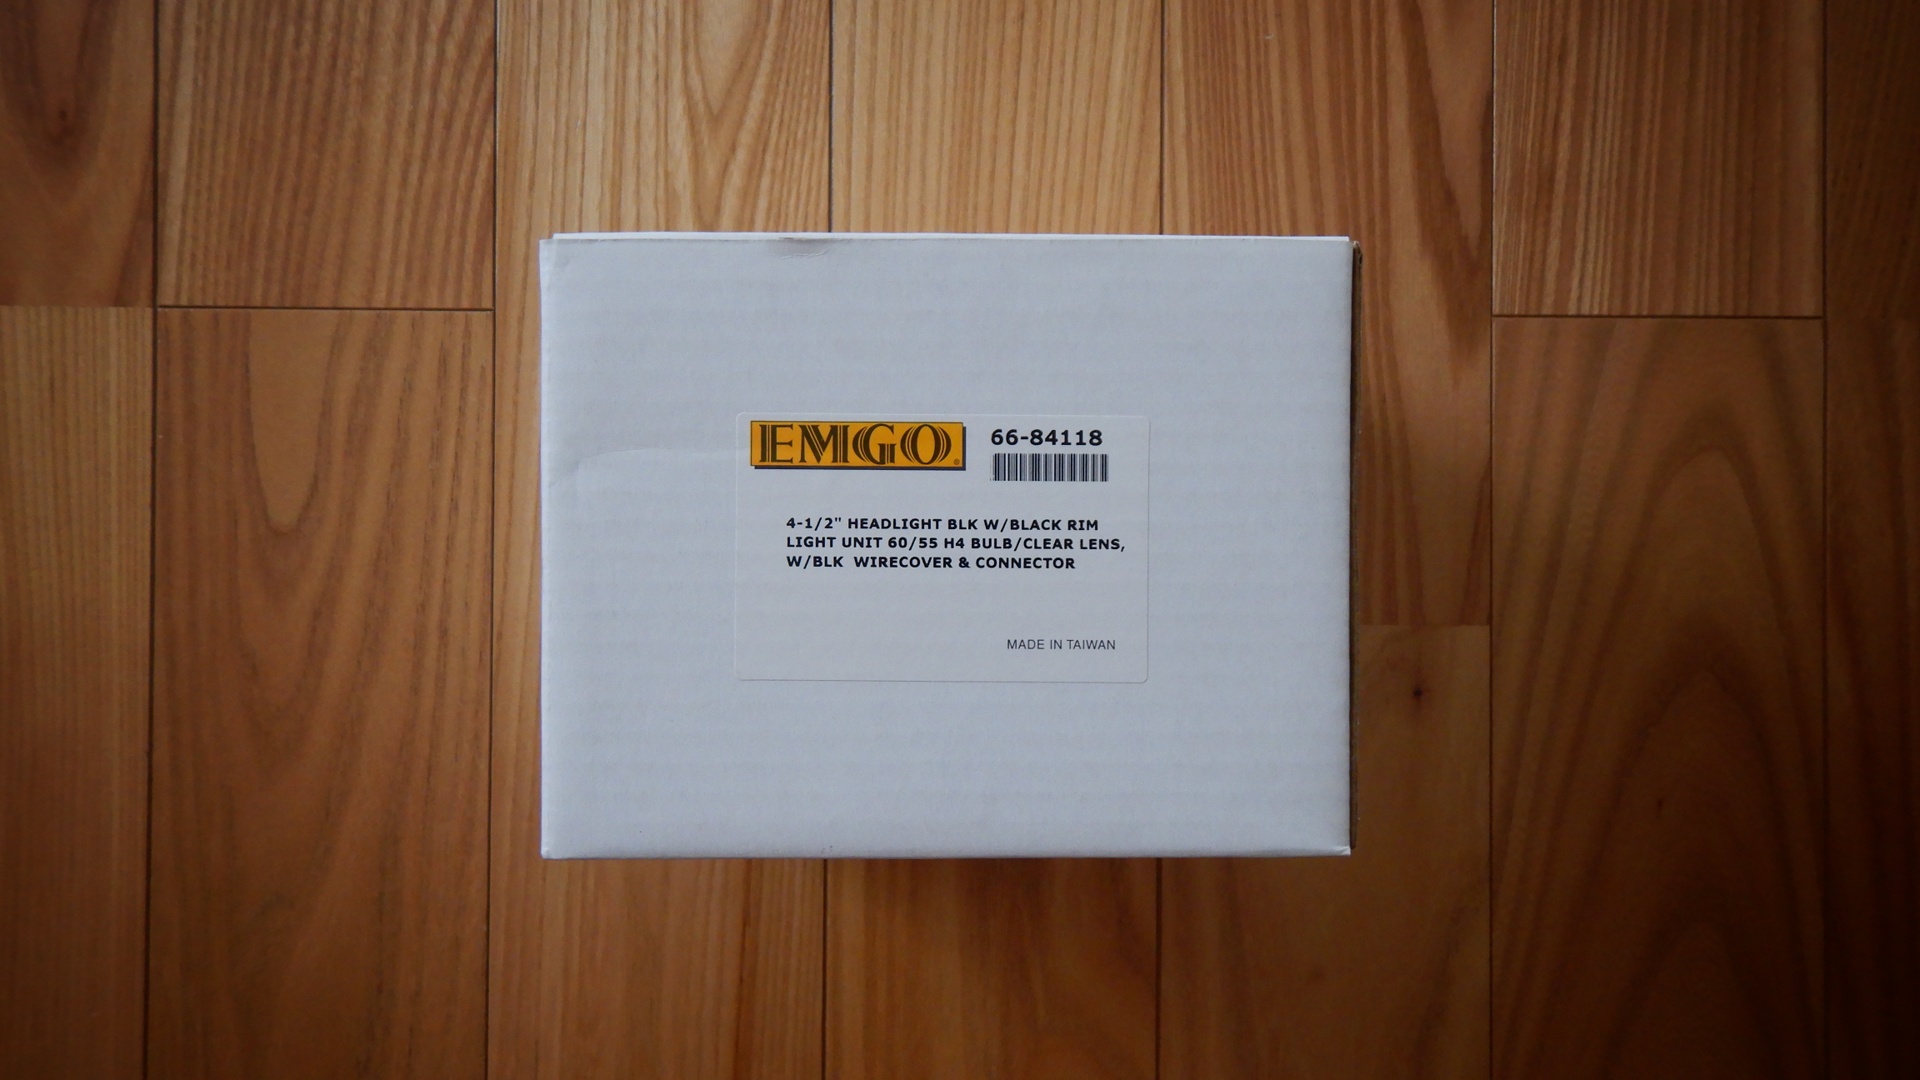 EMGO
66-84118
4-1/2" HEADLIGHT BLK W/BLACK RIM
LIGHT UNIT 60/55 H4 BULB/CLEAR LENS,
W/BLK WIRECOVER & CONNECTOR
MADE IN TAIWAN